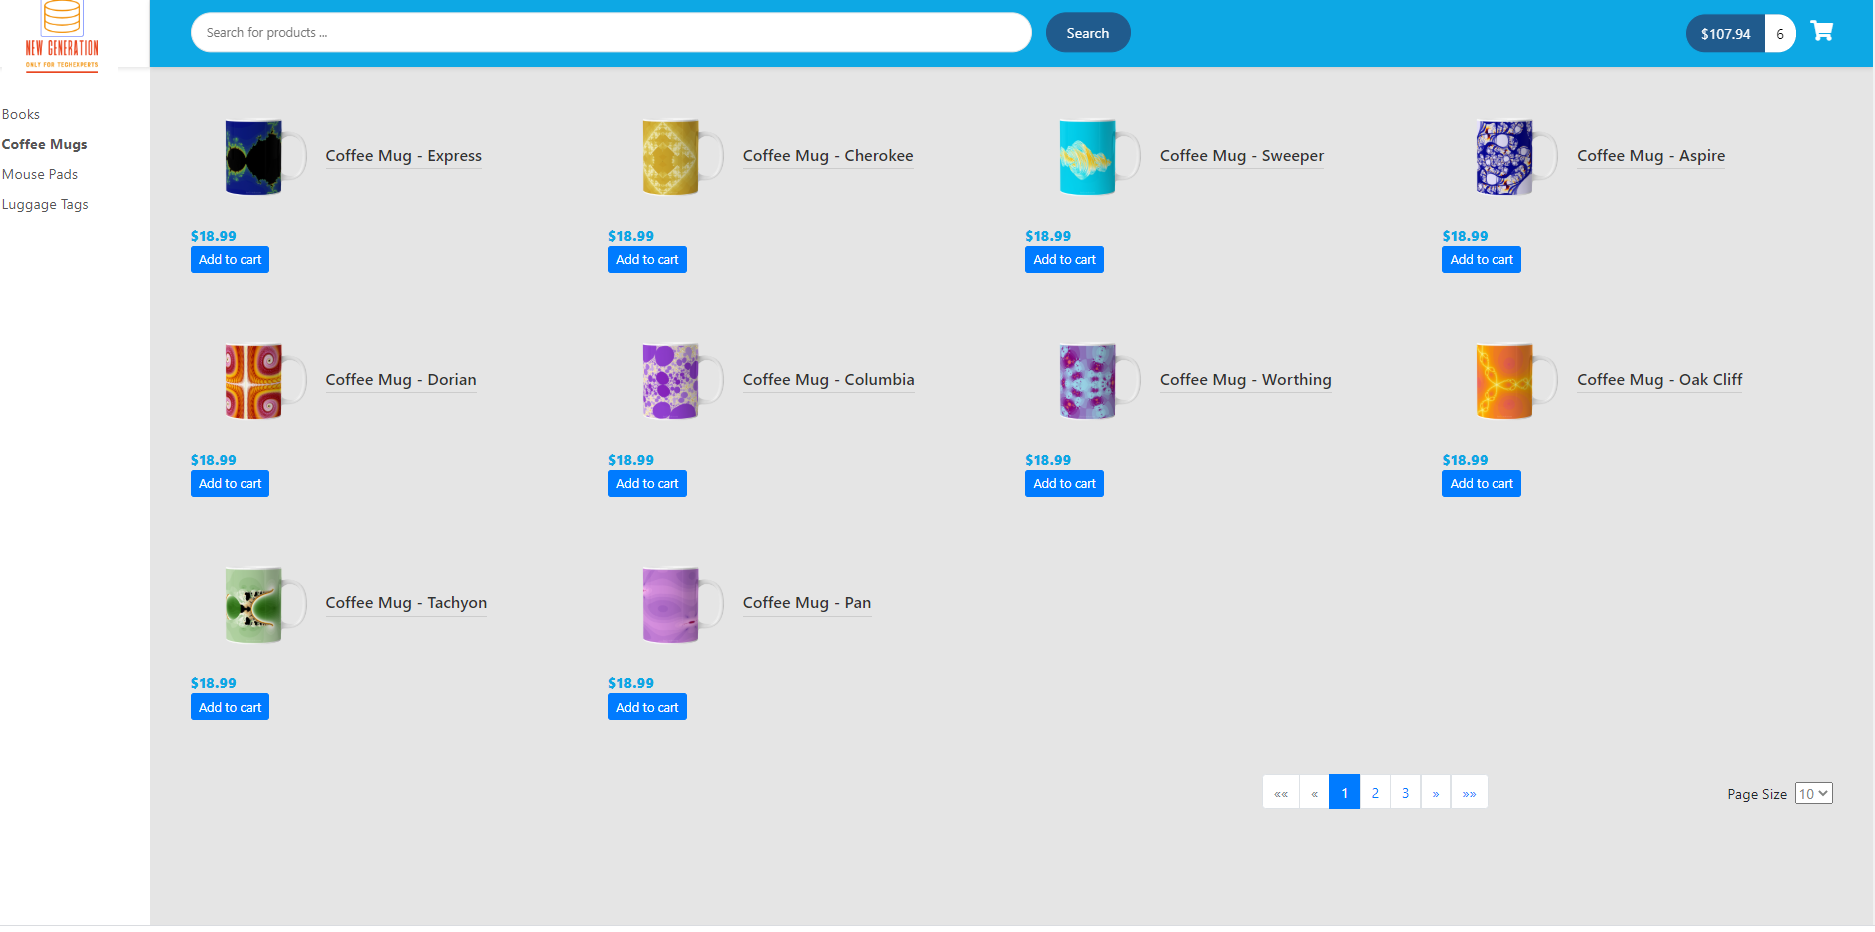 NEW GENERATION
ONLY FOR TECHEXPERTS
Search for products ...
Search
$107.94 6
Books
Coffee Mugs
Mouse Pads
Luggage Tags
Coffee Mug - Express
$18.99
Add to cart
Coffee Mug - Cherokee
$18.99
Add to cart
Coffee Mug - Sweeper
$18.99
Add to cart
Coffee Mug - Aspire
$18.99
Add to cart
Coffee Mug - Dorian
$18.99
Add to cart
Coffee Mug - Columbia
$18.99
Add to cart
Coffee Mug - Worthing
$18.99
Add to cart
Coffee Mug - Oak Cliff
$18.99
Add to cart
Coffee Mug - Tachyon
$18.99
Add to cart
Coffee Mug - Pan
$18.99
Add to cart
«« « 1 2 3 » »»
Page Size 10